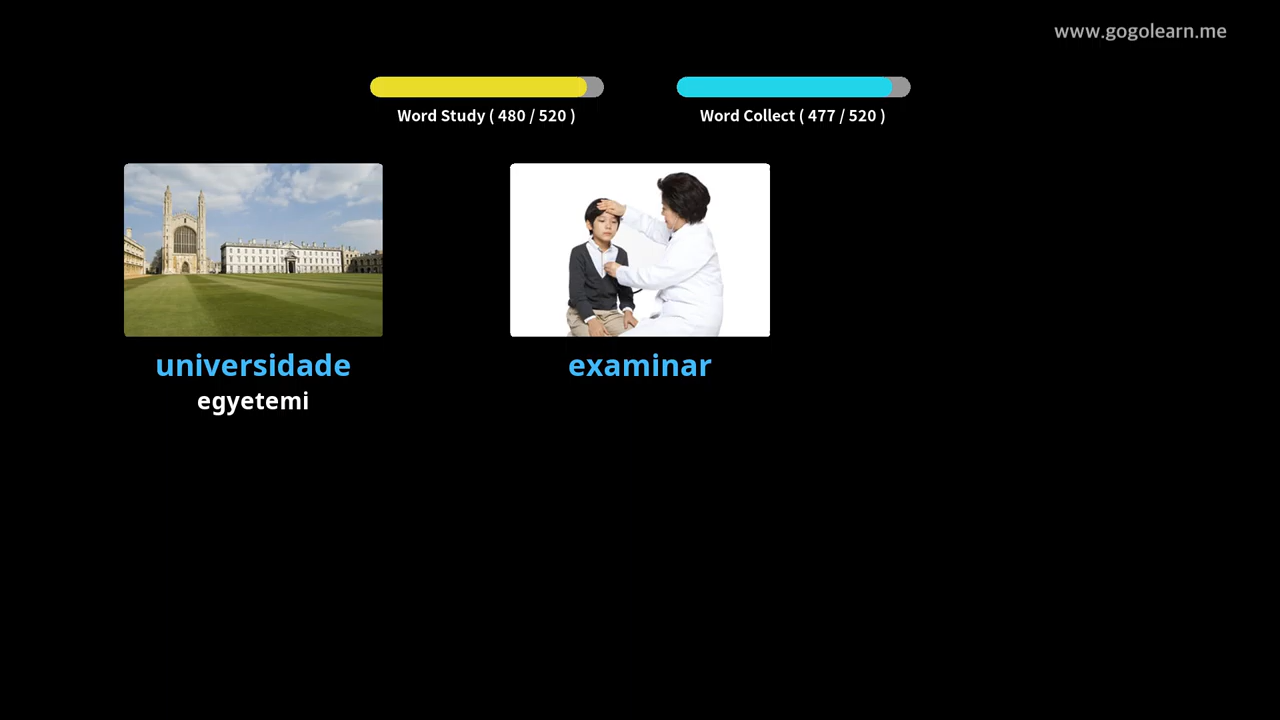 www.gogolearn.me
Word Study ( 480 / 520 )
Word Collect ( 477 / 520 )
universidade
egyetemi
examinar